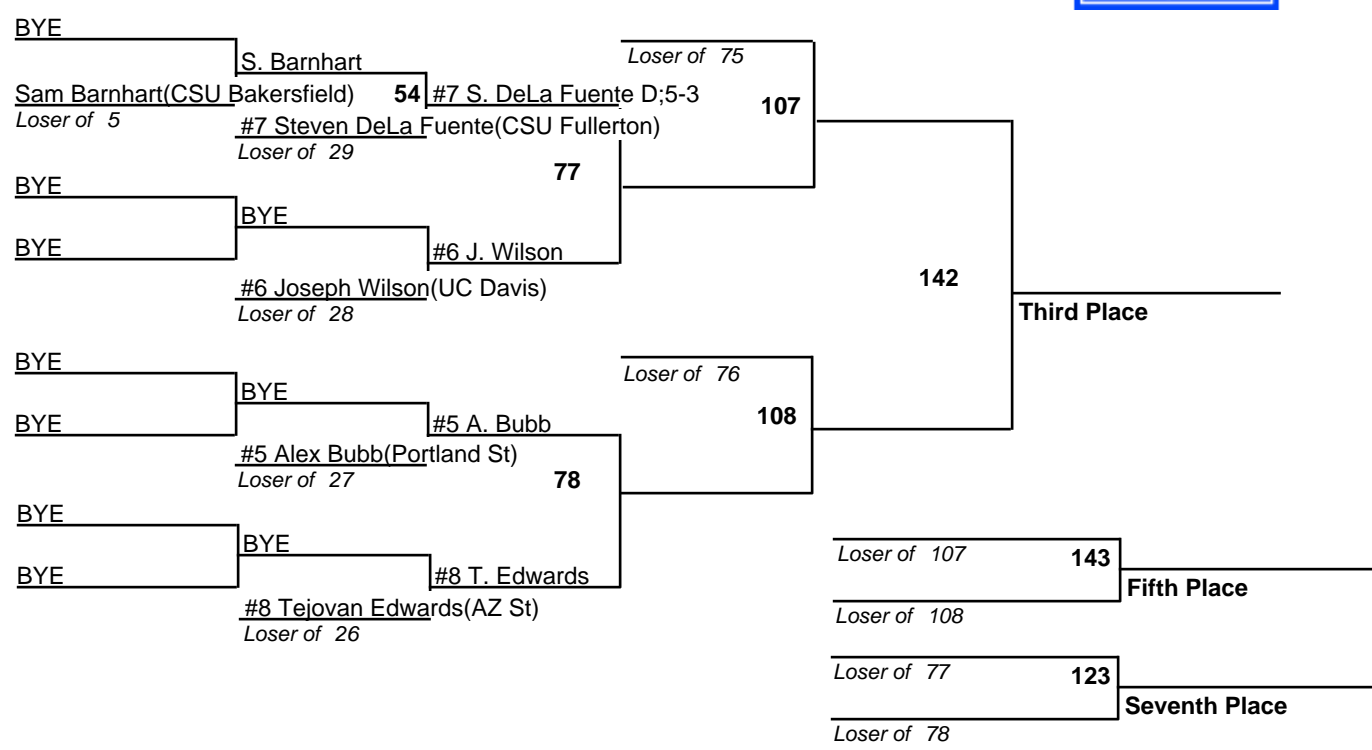 BYE
S. Barnhart
Loser of 75
Sam Barnhart(CSU Bakersfield)
54
#7 S. DeLa Fuente D;5-3
107
Loser of 5
#7 Steven DeLa Fuente(CSU Fullerton)
Loser of 29
77
BYE
BYE
BYE
#6 J. Wilson
142
#6 Joseph Wilson(UC Davis)
Loser of 28
Third Place
BYE
Loser of 76
BYE
108
BYE
#5 A. Bubb
#5 Alex Bubb(Portland St)
Loser of 27
78
BYE
BYE
Loser of 107
143
BYE
#8 T. Edwards
Fifth Place
#8 Tejovan Edwards(AZ St)
Loser of 108
Loser of 26
Loser of 77
123
Seventh Place
Loser of 78